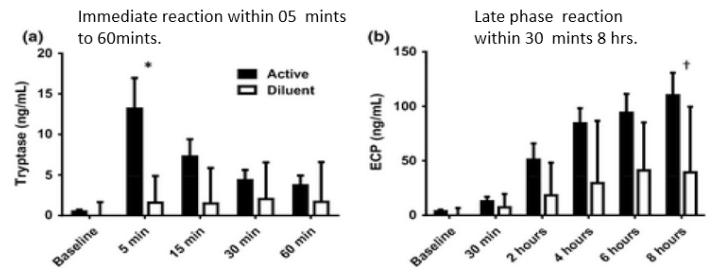 Immediate reaction within 05 mints
to 60mints.
(a)
20
15
10
5
0
Tryptase (ng/mL)
*
Active
Diluent
Baseline
5 min
15 min
30 min
60 min
Late phase reaction
within 30 mints 8 hrs.
(b)
150
100
50
0
ECP (ng/mL)
†
Baseline
30 min
2 hours
4 hours
6 hours
8 hours